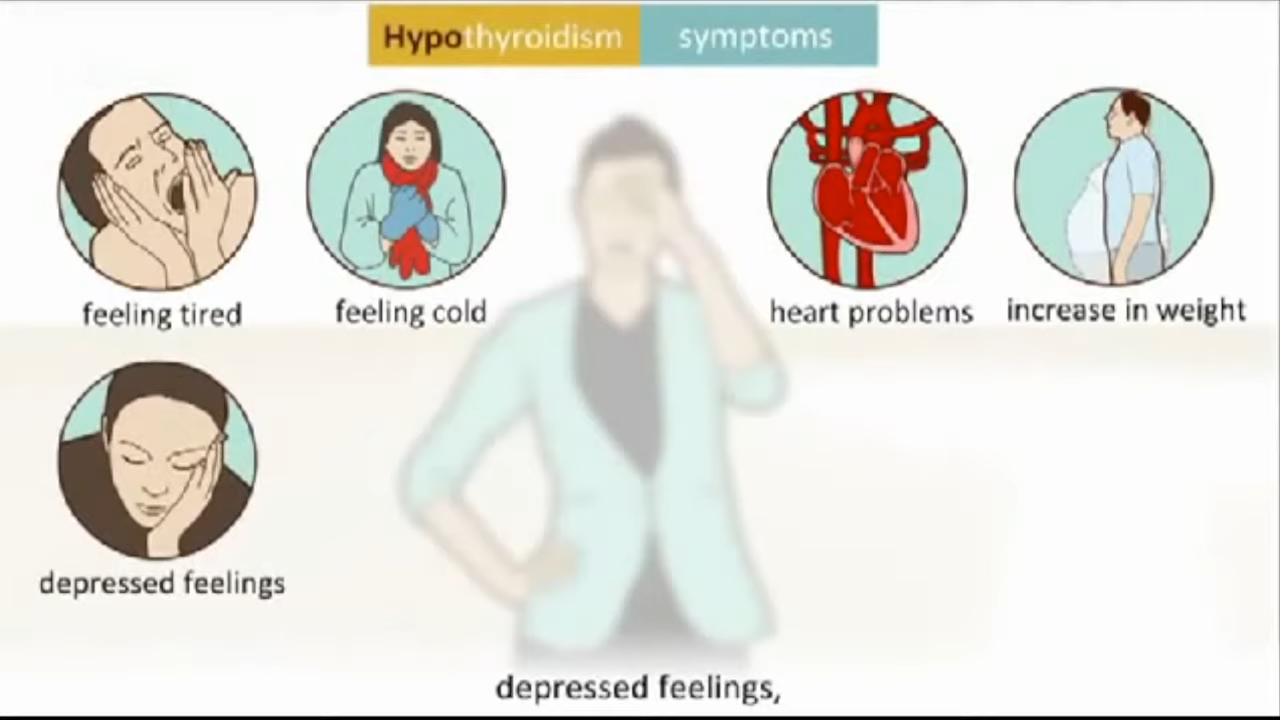 Hypothyroidism symptoms
feeling tired
feeling cold
heart problems
increase in weight
depressed feelings
depressed feelings,